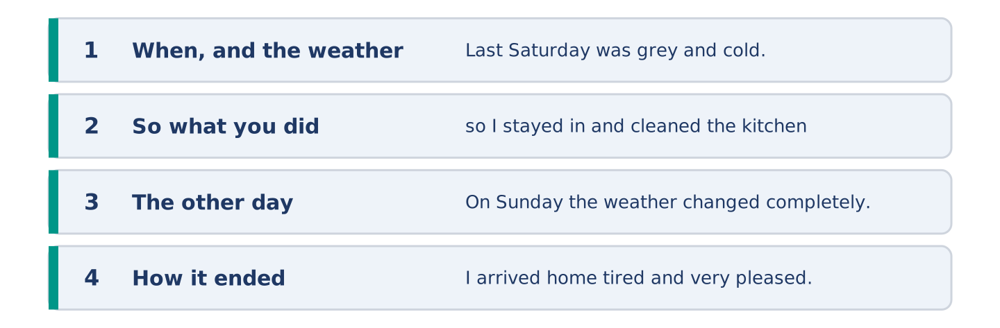 1 When, and the weather Last Saturday was grey and cold.
2 So what you did so I stayed in and cleaned the kitchen
3 The other day On Sunday the weather changed completely.
4 How it ended I arrived home tired and very pleased.